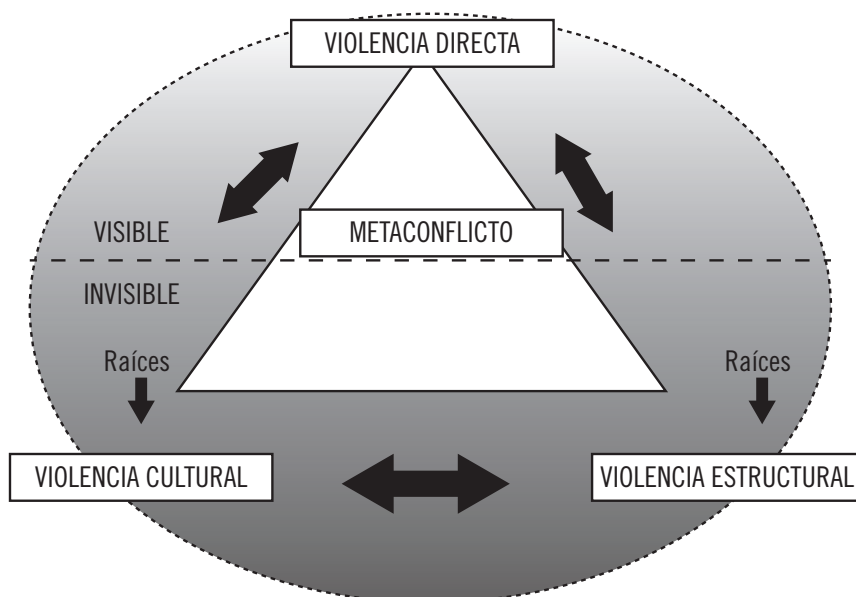 VIOLENCIA DIRECTA
VISIBLE
METACONFLICTO
INVISIBLE
Raíces
Raíces
VIOLENCIA CULTURAL
VIOLENCIA ESTRUCTURAL